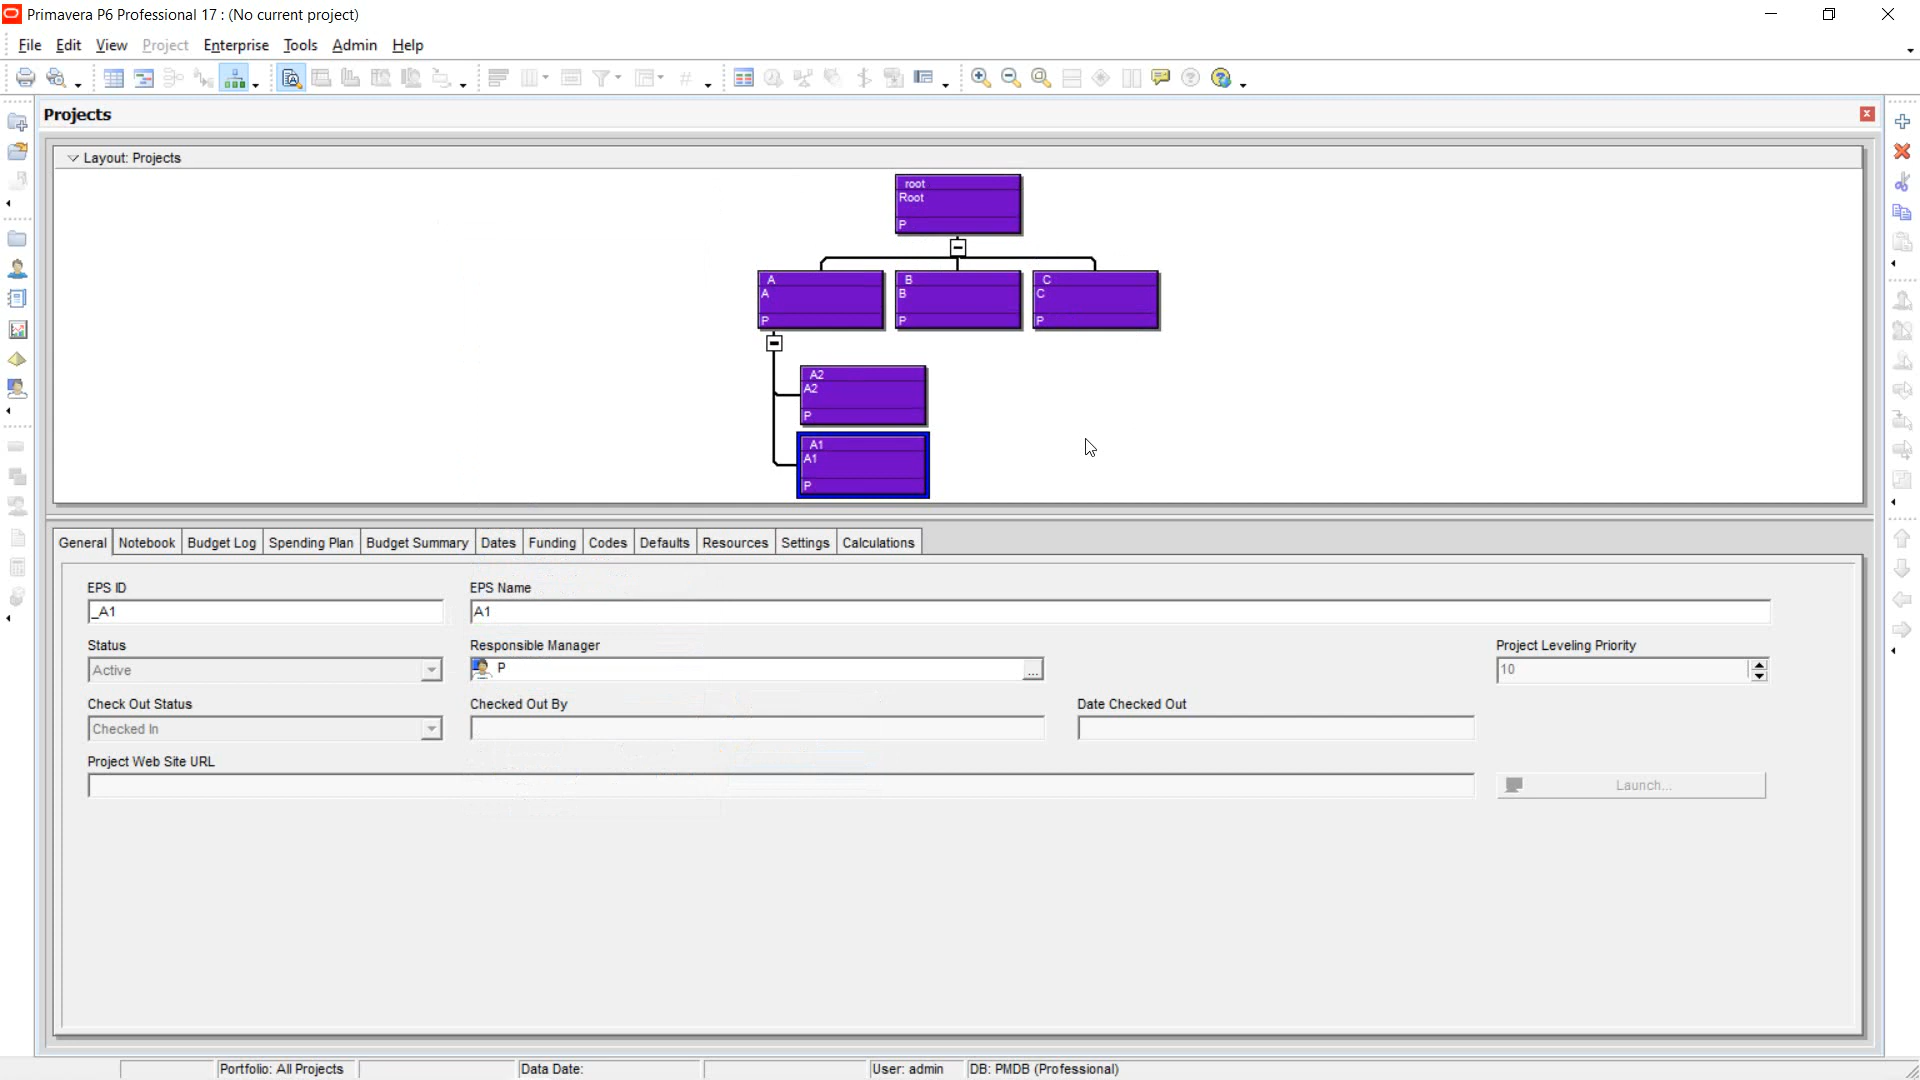 Primavera P6 Professional 17 : (No current project)
File Edit View Project Enterprise Tools Admin Help
Projects
Layout: Projects
root
Root
P
A
A
P
B
B
P
C
C
P
A2
A2
P
A1
A1
P
General Notebook Budget Log Spending Plan Budget Summary Dates Funding Codes Defaults Resources Settings Calculations
EPS ID EPS Name
_A1 A1
Status Responsible Manager Project Leveling Priority
Active P ... 10
Check Out Status Checked Out By Date Checked Out
Checked In
Project Web Site URL
Launch...
Portfolio: All Projects Data Date: User: admin DB: PMDB (Professional)